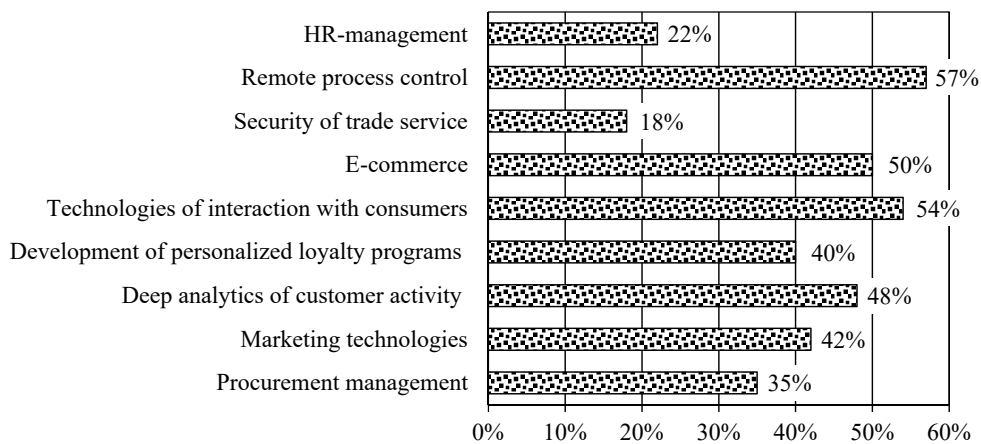 HR-management 22%
Remote process control 57%
Security of trade service 18%
E-commerce 50%
Technologies of interaction with consumers 54%
Development of personalized loyalty programs 40%
Deep analytics of customer activity 48%
Marketing technologies 42%
Procurement management 35%
0% 10% 20% 30% 40% 50% 60%